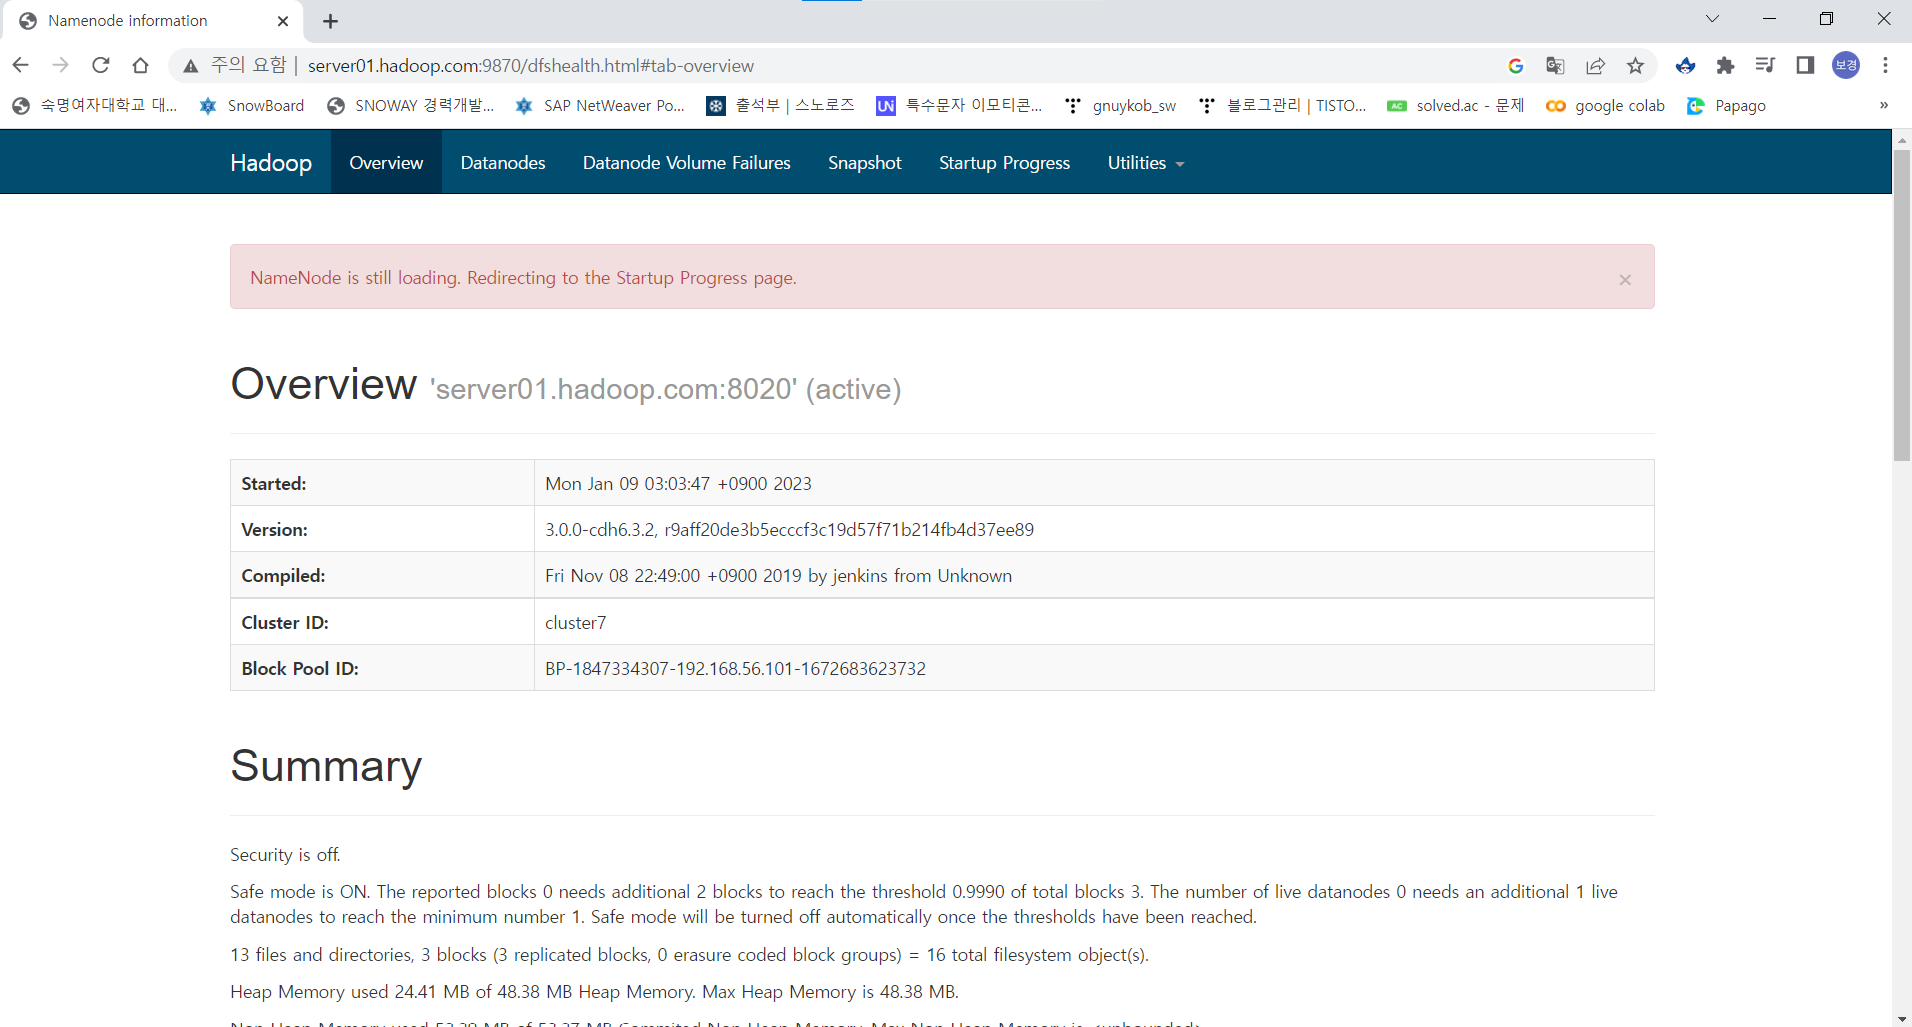 Namenode information
주의 요함 | server01.hadoop.com:9870/dfshealth.html#tab-overview
보경
숙명여자대학교 대... SnowBoard SNOWAY 경력개발... SAP NetWeaver Po... 출석부 | 스노로즈 UN 특수문자 이모티콘... gnuykob_sw 블로그관리 | TISTO... AC solved.ac - 문제 google colab Papago »
Hadoop Overview Datanodes Datanode Volume Failures Snapshot Startup Progress Utilities
NameNode is still loading. Redirecting to the Startup Progress page. ×
Overview 'server01.hadoop.com:8020' (active)
Started: Mon Jan 09 03:03:47 +0900 2023
Version: 3.0.0-cdh6.3.2, r9aff20de3b5ecccf3c19d57f71b214fb4d37ee89
Compiled: Fri Nov 08 22:49:00 +0900 2019 by jenkins from Unknown
Cluster ID: cluster7
Block Pool ID: BP-1847334307-192.168.56.101-1672683623732
Summary
Security is off.
Safe mode is ON. The reported blocks 0 needs additional 2 blocks to reach the threshold 0.9990 of total blocks 3. The number of live datanodes 0 needs an additional 1 live
datanodes to reach the minimum number 1. Safe mode will be turned off automatically once the thresholds have been reached.
13 files and directories, 3 blocks (3 replicated blocks, 0 erasure coded block groups) = 16 total filesystem object(s).
Heap Memory used 24.41 MB of 48.38 MB Heap Memory. Max Heap Memory is 48.38 MB.